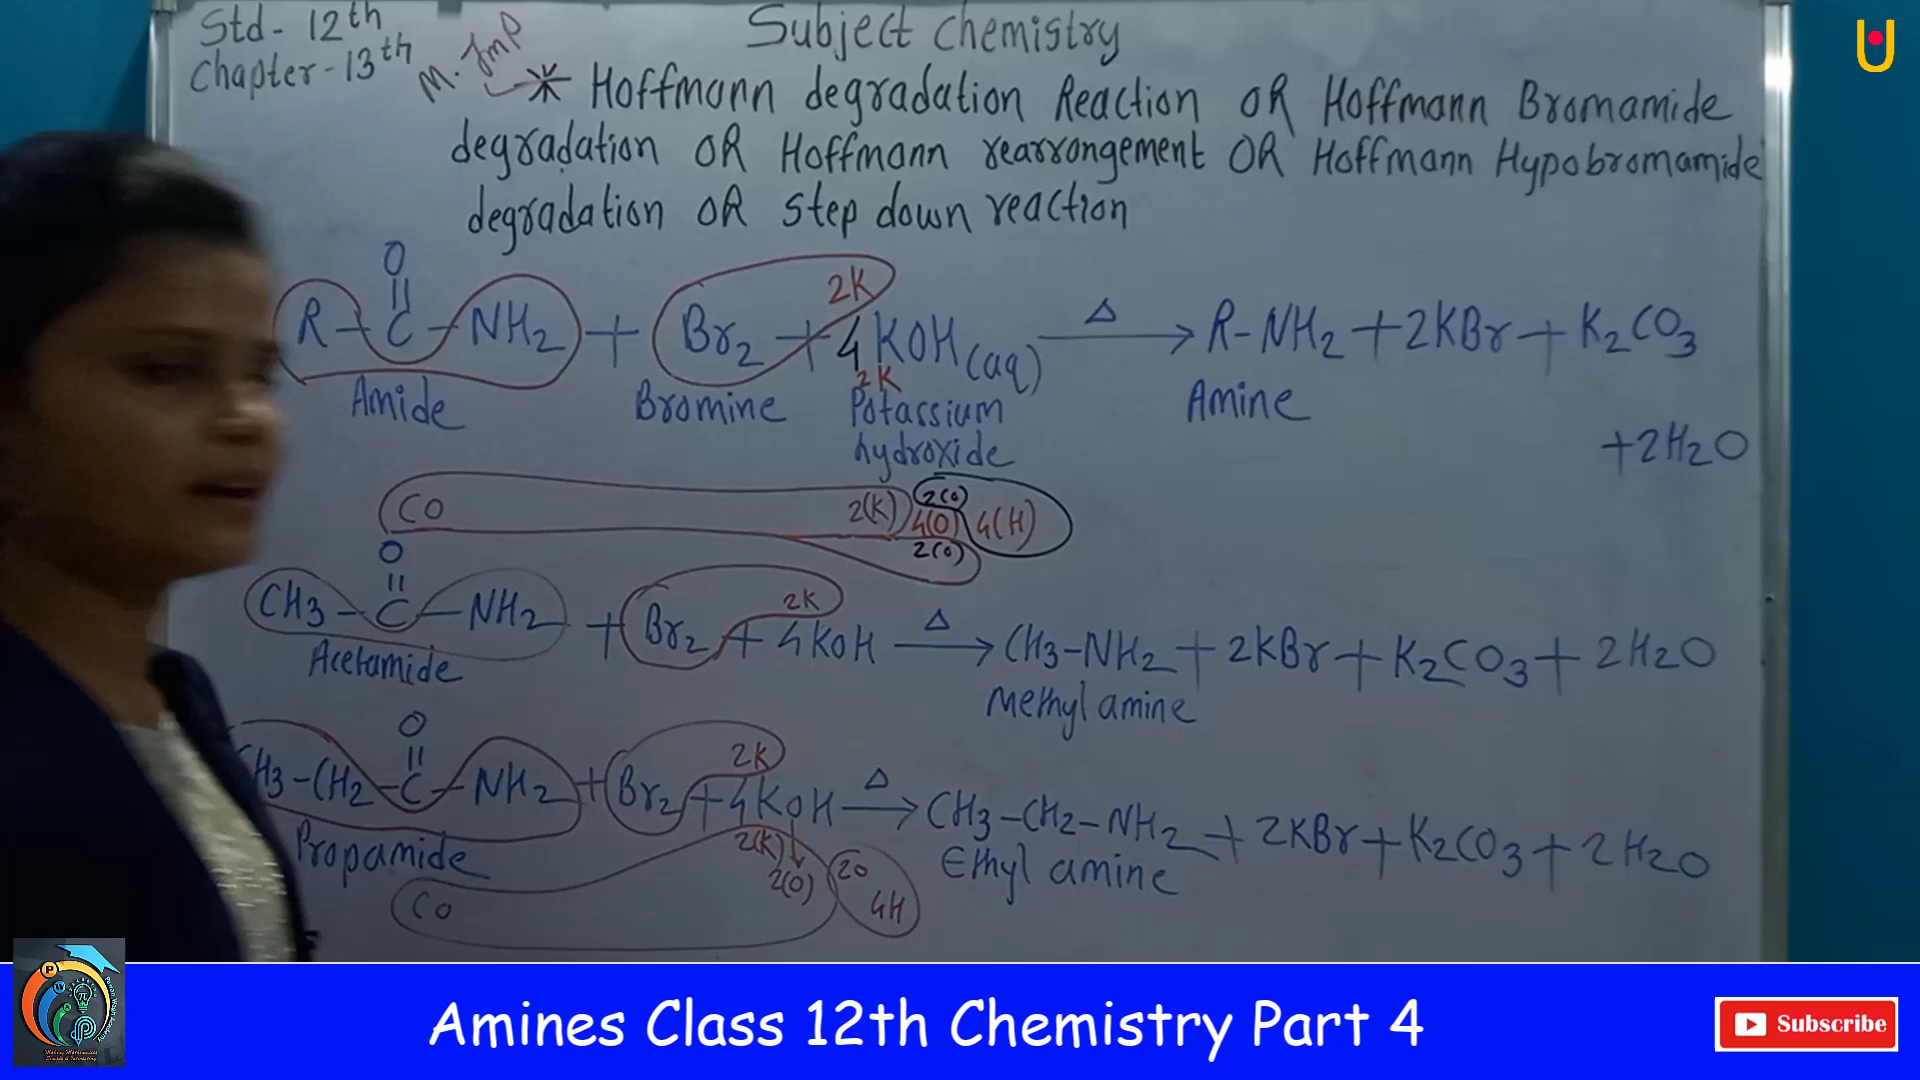 Std- 12th
Chapter-13th
M. Imp
Subject Chemistry
* Hoffmann degradation Reaction OR Hoffmann Bromamide
degradation OR Hoffmann rearrongement OR Hoffmann Hypobromamide
degradation OR Step down reaction
O
||
R-C-NH2 + Br2 + 4KOH(aq) Δ → R-NH2 + 2KBr + K2CO3
2K
2K
Amide Bromine Potassium hydroxide Amine
+2H2O
CO 2(K) 4(O) 4(H)
2(O)
2(O)
O
||
CH3-C-NH2 + Br2 + 4KOH Δ → CH3-NH2 + 2KBr + K2CO3 + 2H2O
2K
Acetamide Methyl amine
O
||
H3-CH2-C-NH2 + Br2 + 4KOH Δ → CH3-CH2-NH2 + 2KBr + K2CO3 + 2H2O
2K
Propamide Ethyl amine
2(K)
2(O) 2O
CO 4H
Amines Class 12th Chemistry Part 4
Subscribe